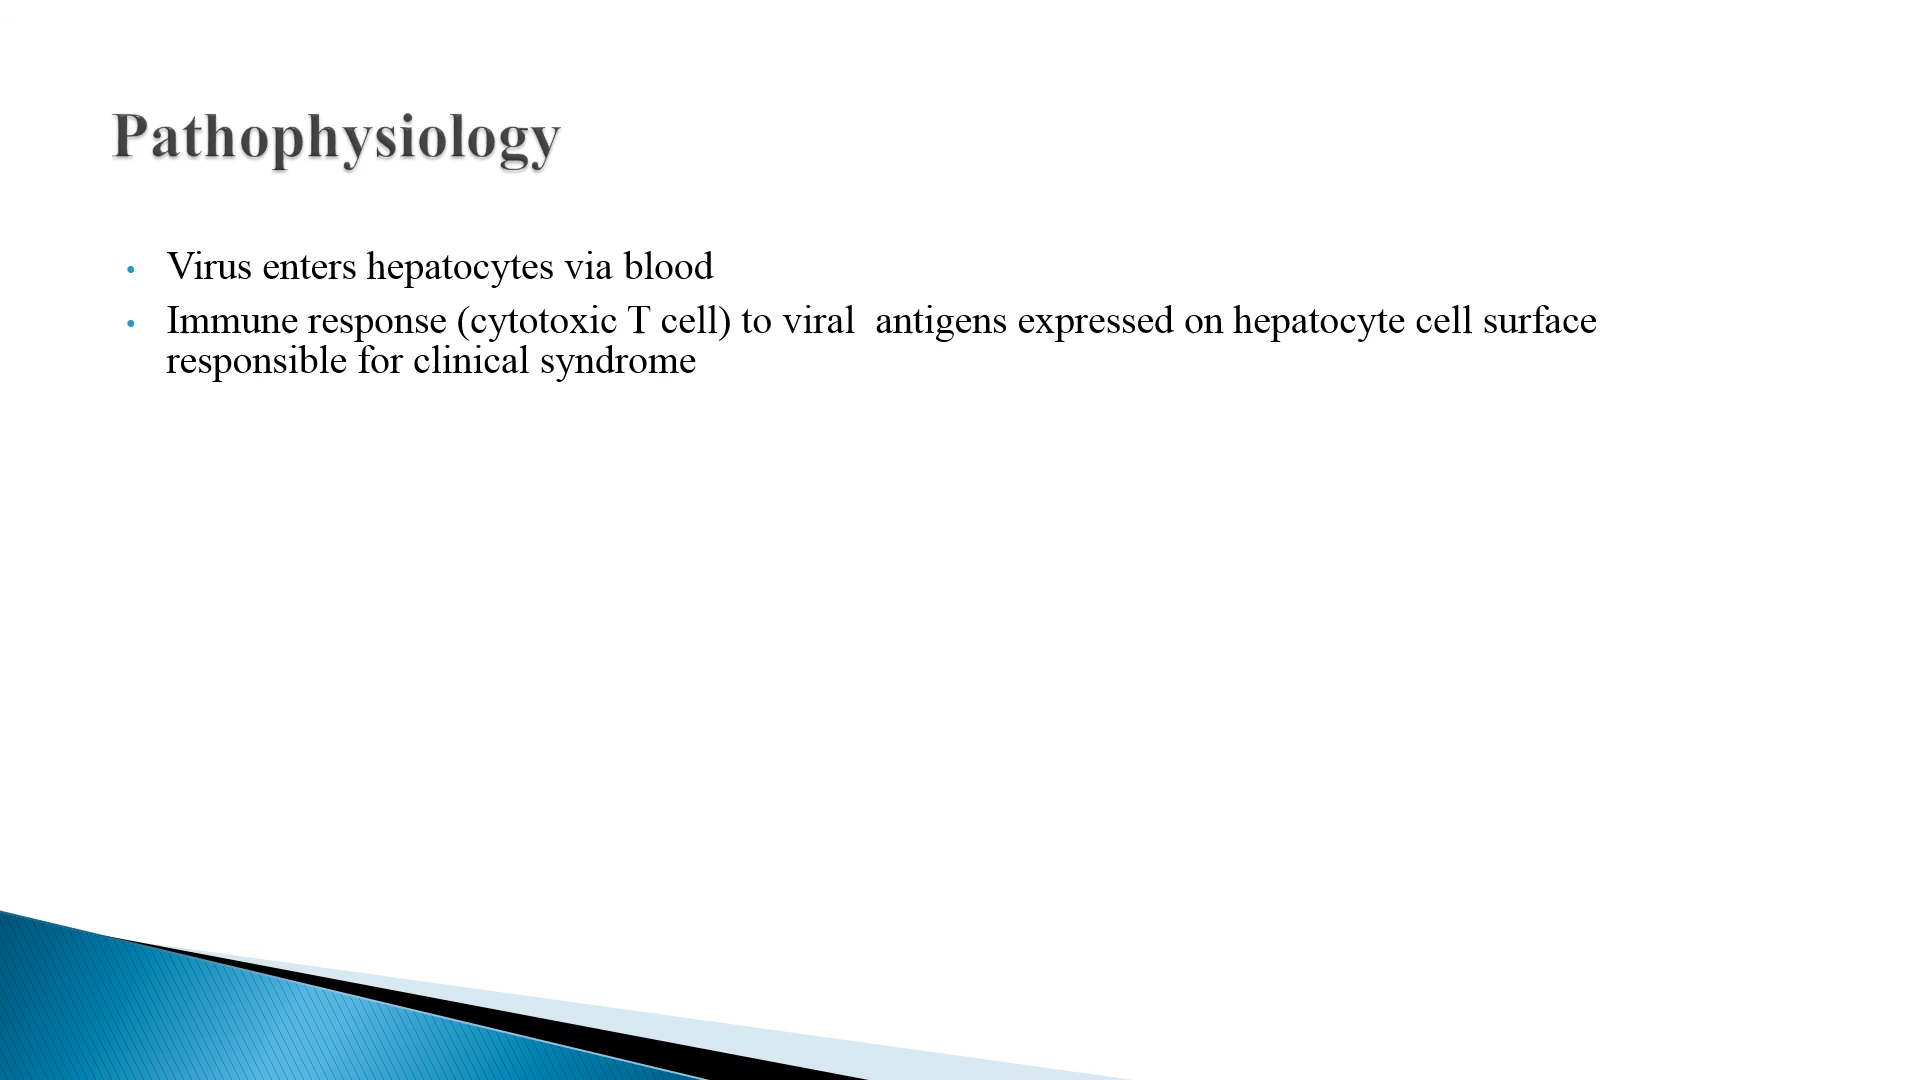 Pathophysiology
• Virus enters hepatocytes via blood
• Immune response (cytotoxic T cell) to viral  antigens expressed on hepatocyte cell surface
responsible for clinical syndrome